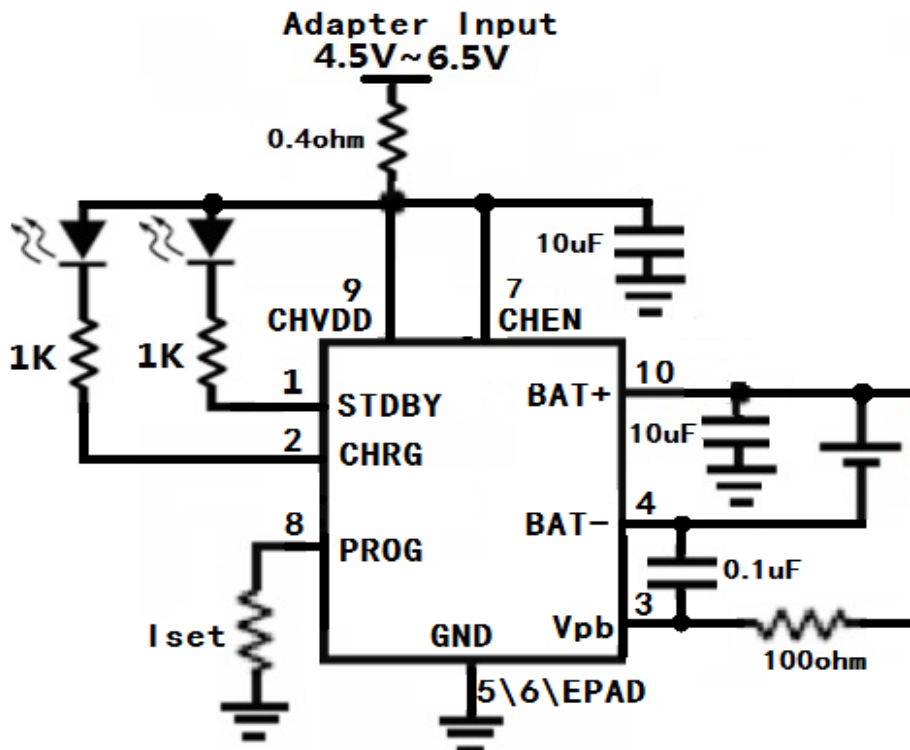 Adapter Input
4.5V~6.5V
0.4ohm
10uF
9
7
CHVDD
CHEN
1K
1K
1
STDBY
BAT+
10
2
CHRG
10uF
8
PROG
BAT-
4
0.1uF
Iset
GND
Vpb
3
100ohm
5\6\EPAD